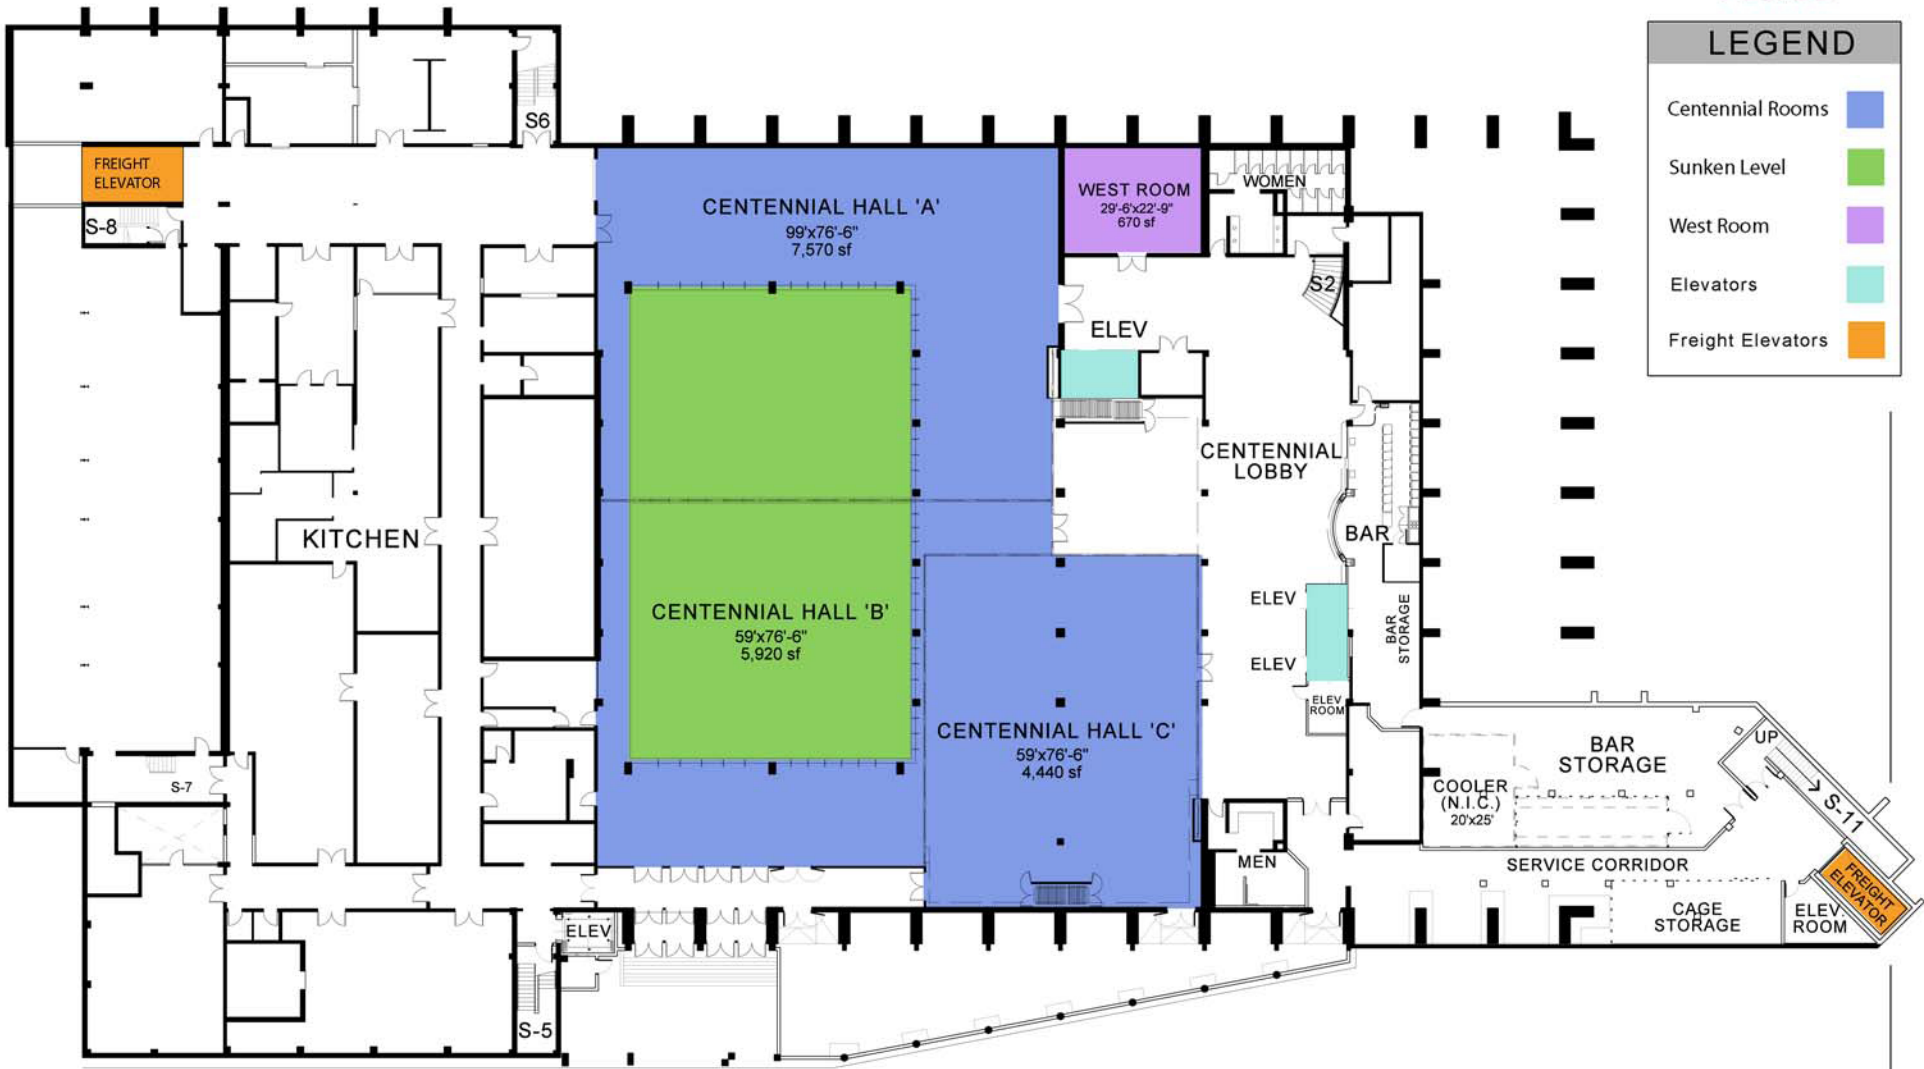 LEGEND
Centennial Rooms
Sunken Level
West Room
Elevators
Freight Elevators
S6
FREIGHT
ELEVATOR
S-8
CENTENNIAL HALL 'A'
99'x76'-6"
7,570 sf
WEST ROOM
29'-6'x22'-9"
670 sf
WOMEN
S2
ELEV
CENTENNIAL
LOBBY
KITCHEN
BAR
CENTENNIAL HALL 'B'
59'x76'-6"
5,920 sf
ELEV
ELEV
BAR
STORAGE
ELEV
ROOM
CENTENNIAL HALL 'C'
59'x76'-6"
4,440 sf
BAR
STORAGE
UP
S-11
COOLER
(N.I.C.)
20'x25'
S-7
MEN
SERVICE CORRIDOR
FREIGHT
ELEVATOR
CAGE
STORAGE
ELEV.
ROOM
ELEV
S-5